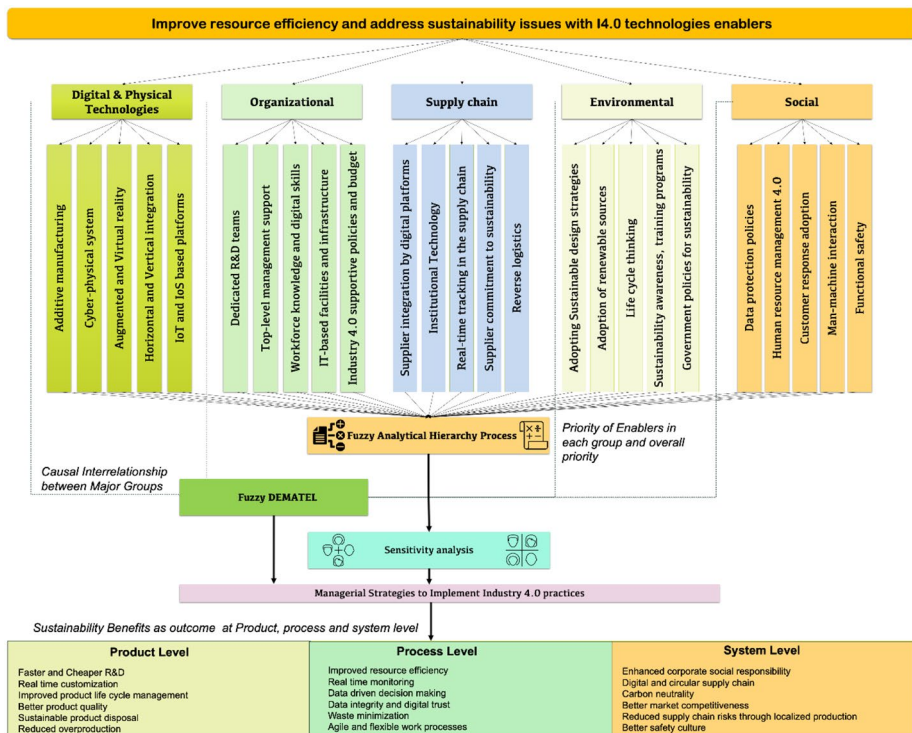 Improve resource efficiency and address sustainability issues with I4.0 technologies enablers
Digital & Physical
Technologies
Organizational
Supply chain
Environmental
Social
Additive manufacturing
Cyber-physical system
Augmented and Virtual reality
Horizontal and Vertical integration
IoT and IoS based platforms
Dedicated R&D teams
Top-level management support
Workforce knowledge and digital skills
IT-based facilities and infrastructure
Industry 4.0 supportive policies and budget
Supplier integration by digital platforms
Institutional Technology
Real-time tracking in the supply chain
Supplier commitment to sustainability
Reverse logistics
Adopting Sustainable design strategies
Adoption of renewable sources
Life cycle thinking
Sustainability awareness, training programs
Government policies for sustainability
Data protection policies
Human resource management 4.0
Customer response adoption
Man-machine interaction
Functional safety
Fuzzy Analytical Hierarchy Process
Priority of Enablers in
each group and overall
priority
Causal Interrelationship
between Major Groups
Fuzzy DEMATEL
Sensitivity analysis
Managerial Strategies to Implement Industry 4.0 practices
Sustainability Benefits as outcome at Product, process and system level
Product Level
Faster and Cheaper R&D
Real time customization
Improved product life cycle management
Better product quality
Sustainable product disposal
Reduced overproduction
Process Level
Improved resource efficiency
Real time monitoring
Data driven decision making
Data integrity and digital trust
Waste minimization
Agile and flexible work processes
System Level
Enhanced corporate social responsibility
Digital and circular supply chain
Carbon neutrality
Better market competitiveness
Reduced supply chain risks through localized production
Better safety culture